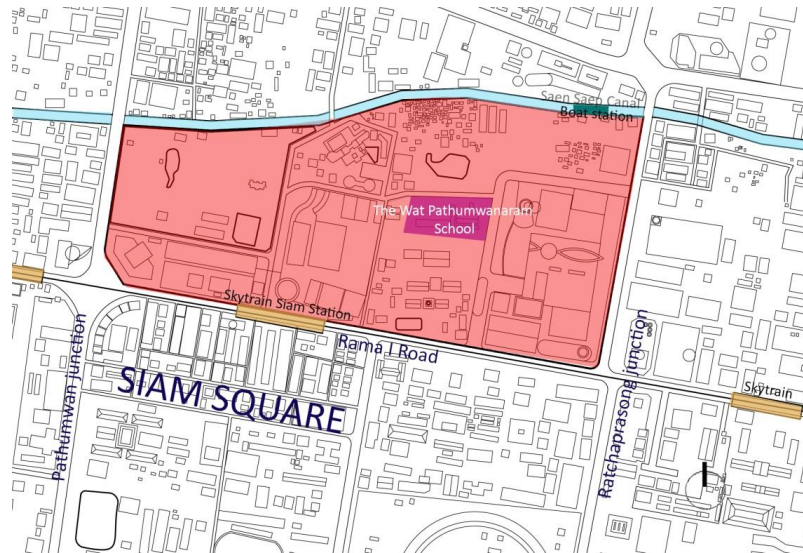 Saen Saep Canal
Boat station
The Wat Pathumwanaram
School
Skytrain Siam Station
Rama I Road
Pathumwan junction
SIAM SQUARE
Ratchaprasong junction
Skytrain